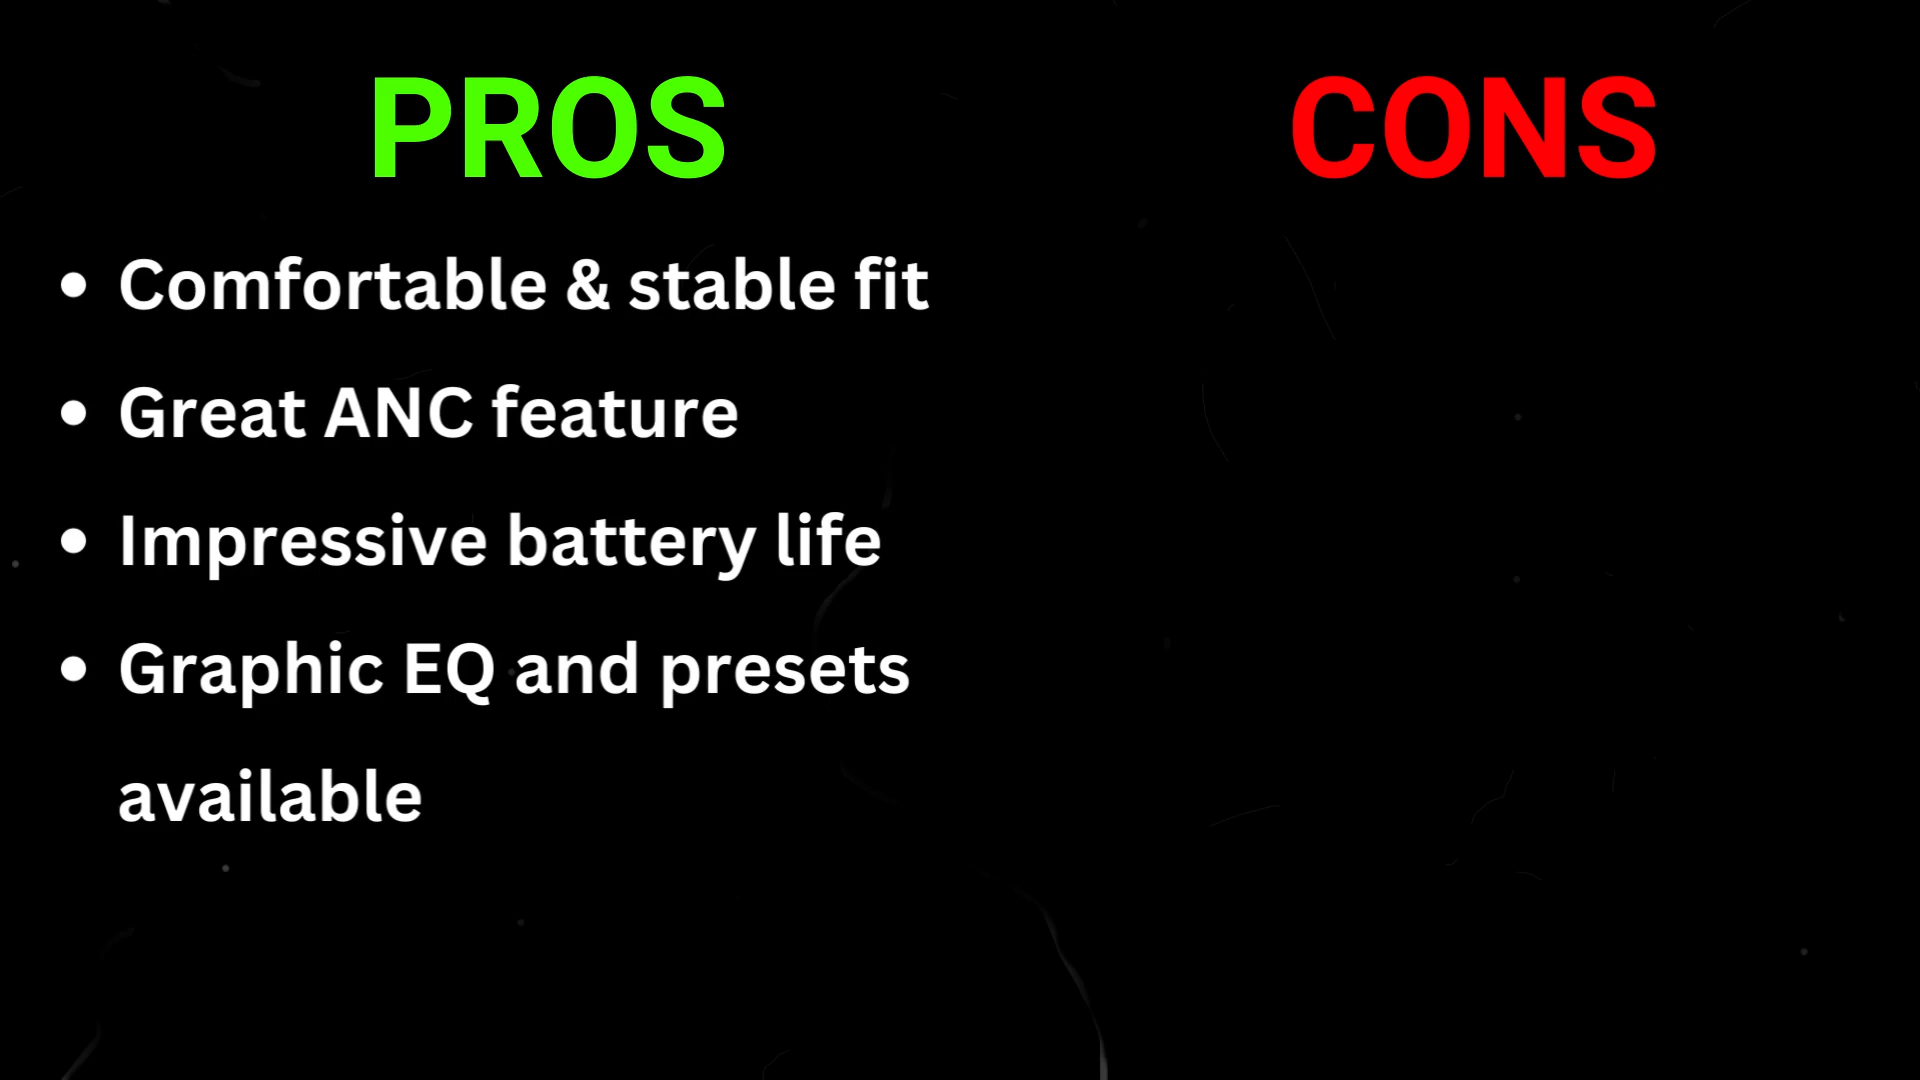 PROS
CONS
• Comfortable & stable fit
• Great ANC feature
• Impressive battery life
• Graphic EQ and presets
available